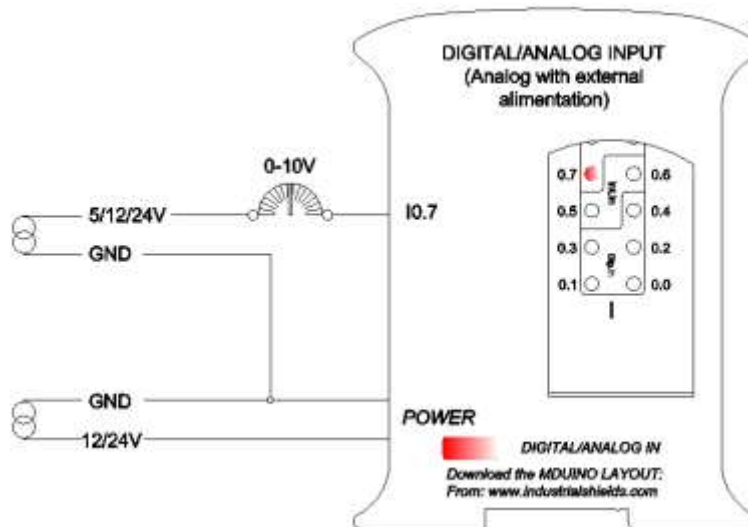 DIGITAL/ANALOG INPUT
(Analog with external
alimentation)
0-10V
5/12/24V
I0.7
GND
0.7
0.6
0.5
0.4
0.3
0.2
0.1
0.0
I
GND
12/24V
POWER
DIGITAL/ANALOG IN
Download the MDUINO LAYOUT:
From: www.industrialshields.com